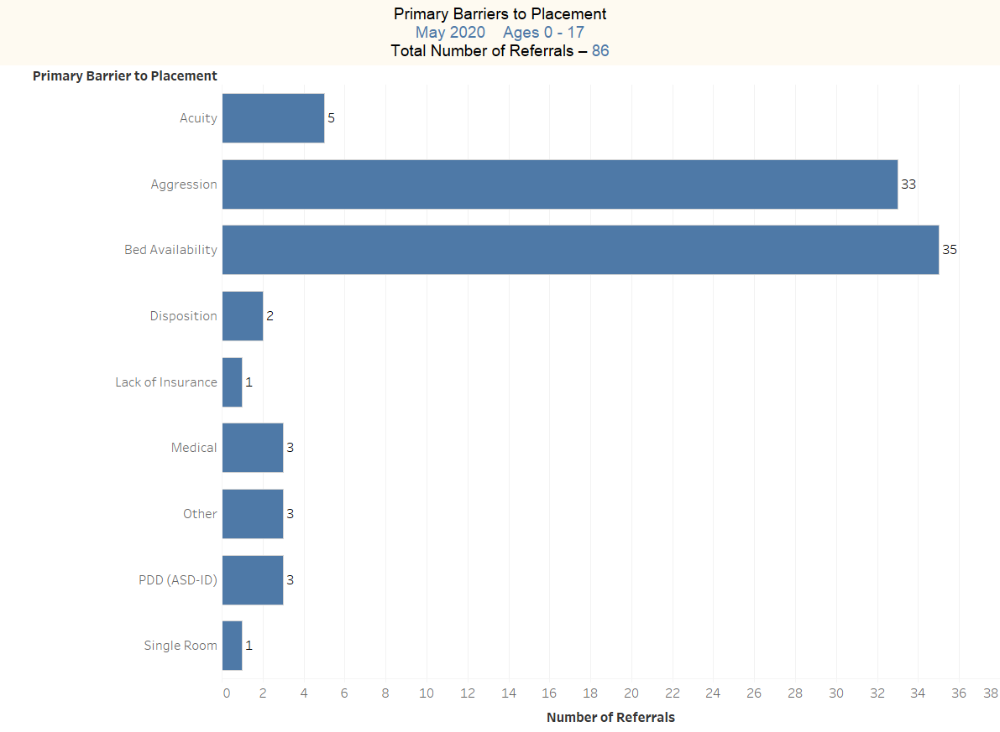 Primary Barriers to Placement
May 2020 Ages 0 - 17
Total Number of Referrals – 86
Primary Barrier to Placement
Acuity 5
Aggression 33
Bed Availability 35
Disposition 2
Lack of Insurance 1
Medical 3
Other 3
PDD (ASD-ID) 3
Single Room 1
0 2 4 6 8 10 12 14 16 18 20 22 24 26 28 30 32 34 36 38
Number of Referrals